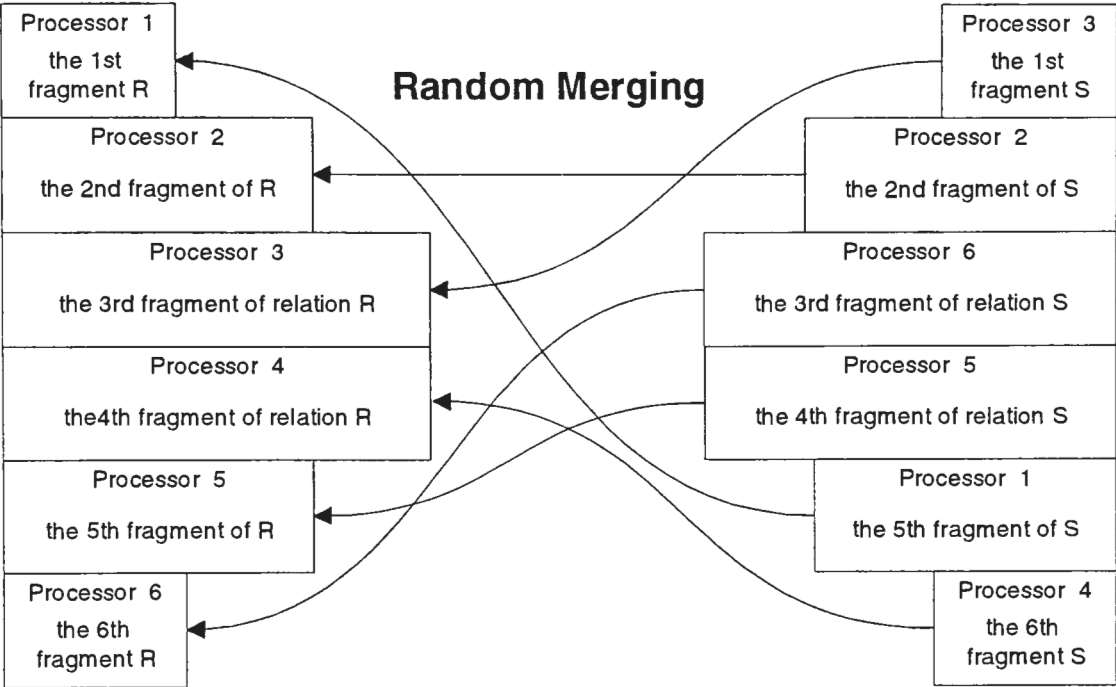 Processor 1
the 1st
fragment R
Processor 3
the 1st
fragment S
Random Merging
Processor 2
the 2nd fragment of R
Processor 2
the 2nd fragment of S
Processor 3
the 3rd fragment of relation R
Processor 6
the 3rd fragment of relation S
Processor 4
the4th fragment of relation R
Processor 5
the 4th fragment of relation S
Processor 5
the 5th fragment of R
Processor 1
the 5th fragment of S
Processor 6
the 6th
fragment R
Processor 4
the 6th
fragment S